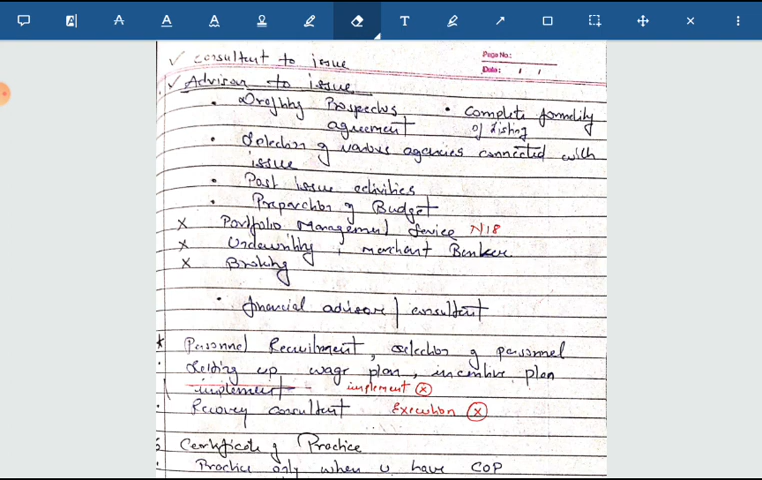 Page No:
Date: / /
✓ consultant to issue
✓ Advisor to issue
• Drafting Prospectus • Complete formality
agreement of listing
• Selection of various agencies connected with
issue
• Post issue activities
• Preparation of Budget
x Portfolio Management Service N18
x Underwriting, merchant Banker
x Broking
• financial advisor / consultant
* Personnel Recruitment, selection of personnel
• Setting up wage plan, incentive plan
implement implement ⓧ
• Recovery consultant Execution ⓧ
Certificate of Practice
• Practice only when u have COP